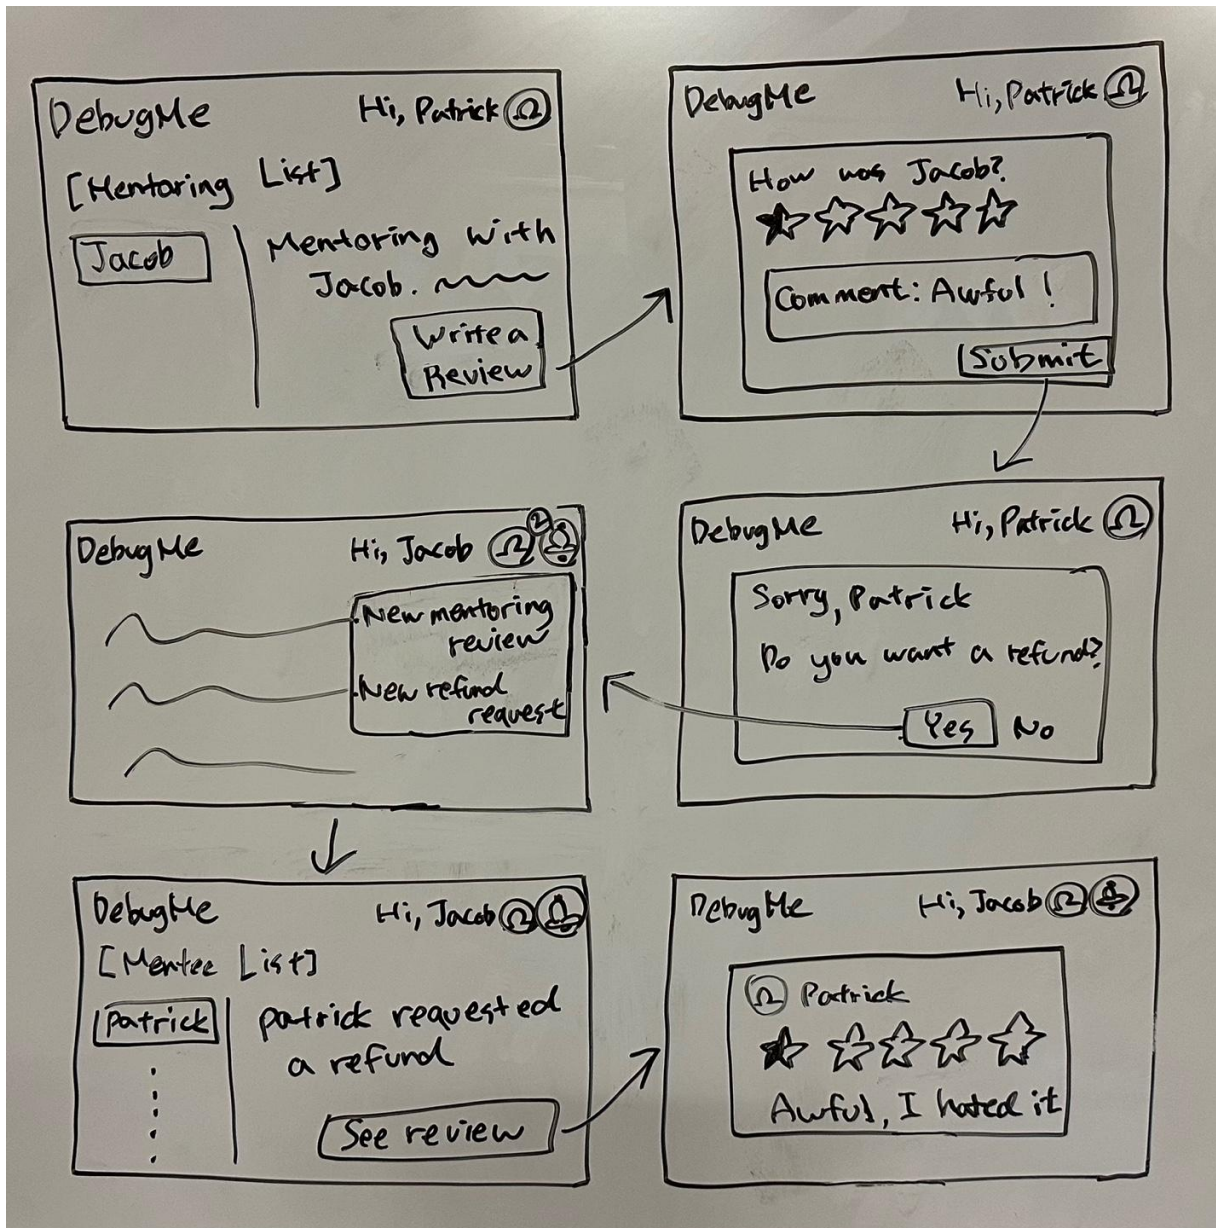 DebugMe Hi, Patrick
[Mentoring List]
Jacob
Mentoring with
Jacob.
Write a
Review
DebugMe Hi, Patrick
How was Jacob?
Comment: Awful!
Submit
DebugMe Hi, Patrick
Sorry, Patrick
Do you want a refund?
Yes No
DebugMe Hi, Jacob 2
New mentoring
review
New refund
request
DebugMe Hi, Jacob
[Mentee List]
Patrick
patrick requested
a refund
See review
DebugMe Hi, Jacob
Patrick
Awful, I hated it